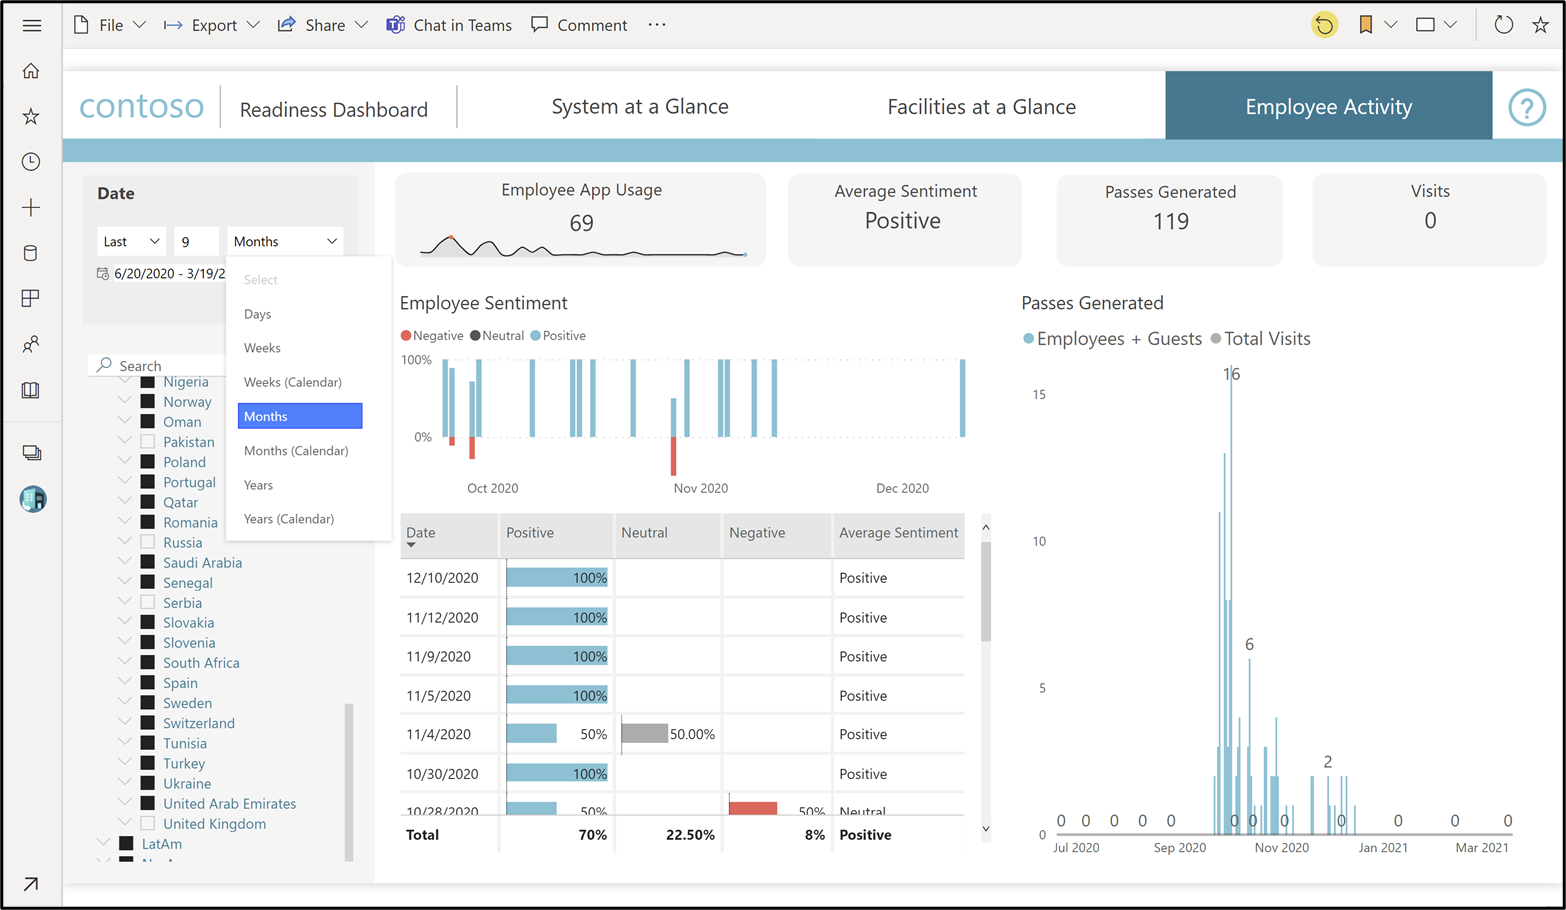 File Export Share Chat in Teams Comment ...
contoso Readiness Dashboard System at a Glance Facilities at a Glance Employee Activity ?
Date
Last 9 Months
6/20/2020 - 3/19/2
Select
Days
Weeks
Weeks (Calendar)
Months
Months (Calendar)
Years
Years (Calendar)
Search
Nigeria
Norway
Oman
Pakistan
Poland
Portugal
Qatar
Romania
Russia
Saudi Arabia
Senegal
Serbia
Slovakia
Slovenia
South Africa
Spain
Sweden
Switzerland
Tunisia
Turkey
Ukraine
United Arab Emirates
United Kingdom
LatAm
Employee App Usage
69
Average Sentiment
Positive
Passes Generated
119
Visits
0
Employee Sentiment
Negative Neutral Positive
100%
0%
Oct 2020 Nov 2020 Dec 2020
Date Positive Neutral Negative Average Sentiment
12/10/2020 100% Positive
11/12/2020 100% Positive
11/9/2020 100% Positive
11/5/2020 100% Positive
11/4/2020 50% 50.00% Positive
10/30/2020 100% Positive
10/28/2020 50% 50% Neutral
Total 70% 22.50% 8% Positive
Passes Generated
Employees + Guests Total Visits
16
15
10
6
5
2
0 0 0 0 0 0 0 0 0 0 0 0
0
Jul 2020 Sep 2020 Nov 2020 Jan 2021 Mar 2021